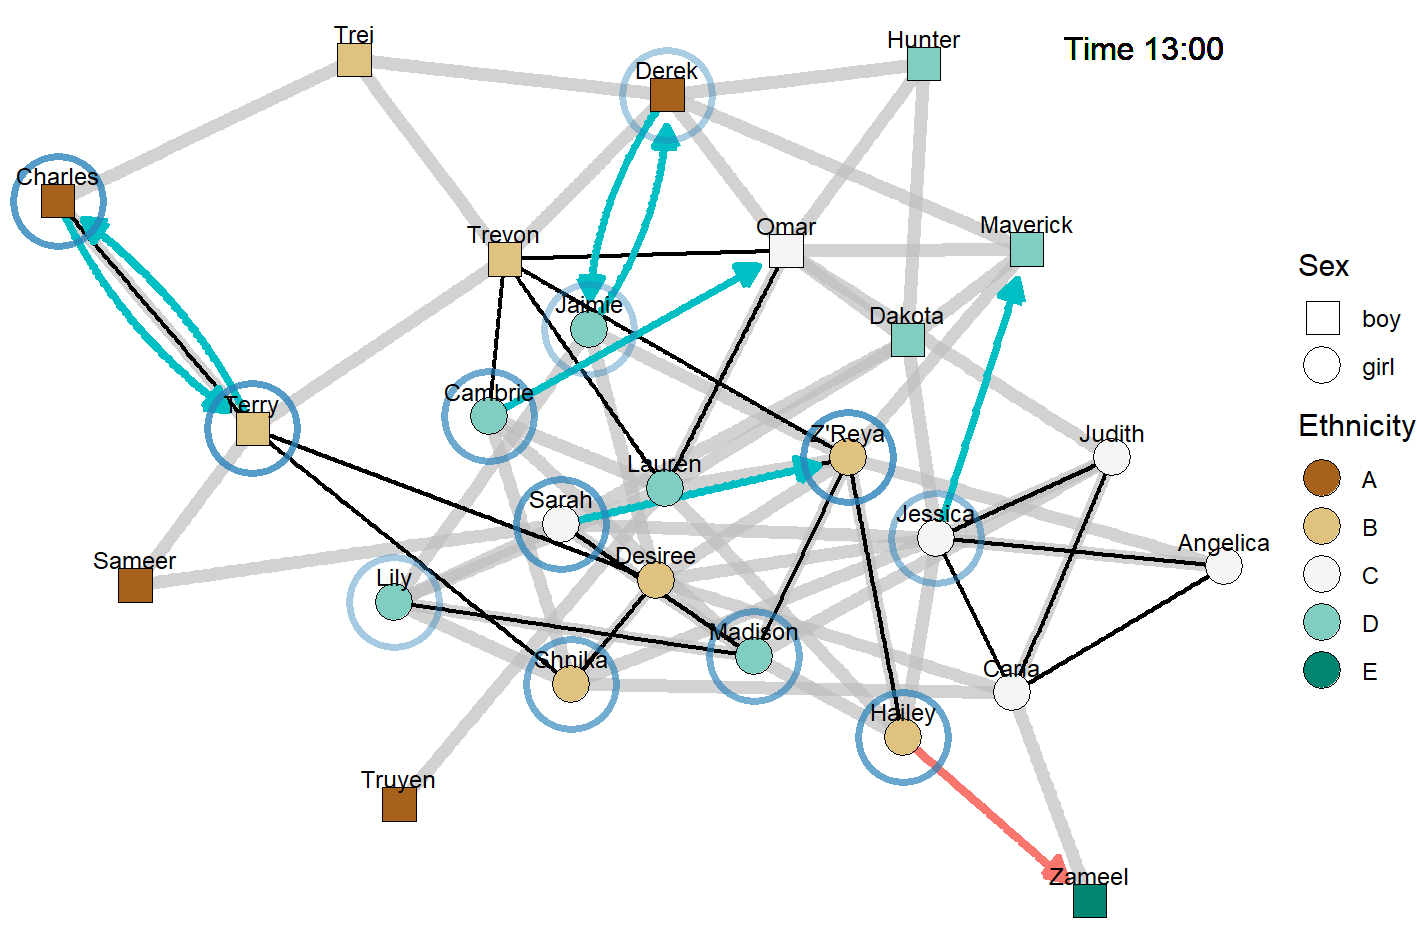 Trei
Hunter
Time 13:00
Derek
Charles
Trevon
Omar
Maverick
Sex
boy
girl
Jaimie
Dakota
Terry
Cambrie
Z'Reya
Judith
Ethnicity
A
B
C
D
E
Lauren
Sarah
Jessica
Angelica
Sameer
Lily
Desiree
Madison
Shnika
Carla
Hailey
Truyen
Zameel